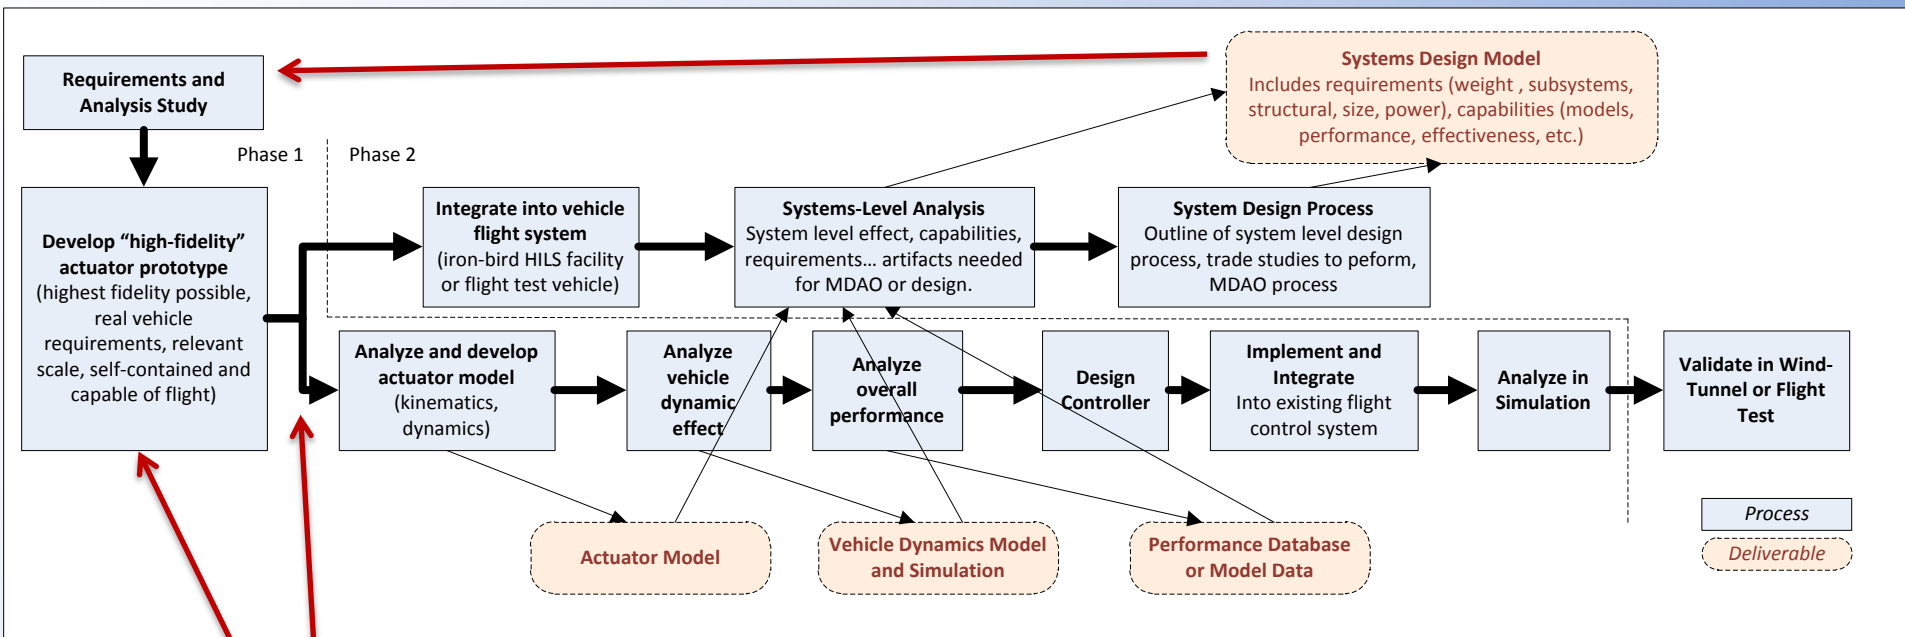 Requirements and
Analysis Study
Systems Design Model
Includes requirements (weight , subsystems,
structural, size, power), capabilities (models,
performance, effectiveness, etc.)
Phase 1
Phase 2
Develop “high-fidelity”
actuator prototype
(highest fidelity possible,
real vehicle
requirements, relevant
scale, self-contained and
capable of flight)
Integrate into vehicle
flight system
(iron-bird HILS facility
or flight test vehicle)
Systems-Level Analysis
System level effect, capabilities,
requirements... artifacts needed
for MDAO or design.
System Design Process
Outline of system level design
process, trade studies to peform,
MDAO process
Analyze and develop
actuator model
(kinematics,
dynamics)
Analyze
vehicle
dynamic
effect
Analyze
overall
performance
Design
Controller
Implement and
Integrate
Into existing flight
control system
Analyze in
Simulation
Validate in Wind-
Tunnel or Flight
Test
Actuator Model
Vehicle Dynamics Model
and Simulation
Performance Database
or Model Data
Process
Deliverable